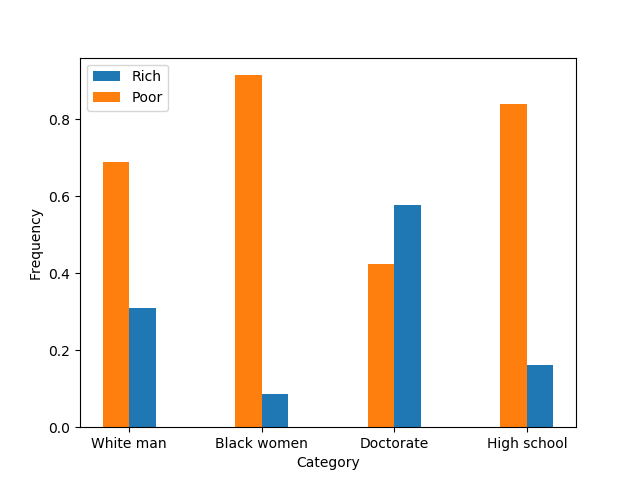 Rich
Poor
Frequency
0.8
0.6
0.4
0.2
0.0
White man
Black women
Doctorate
High school
Category